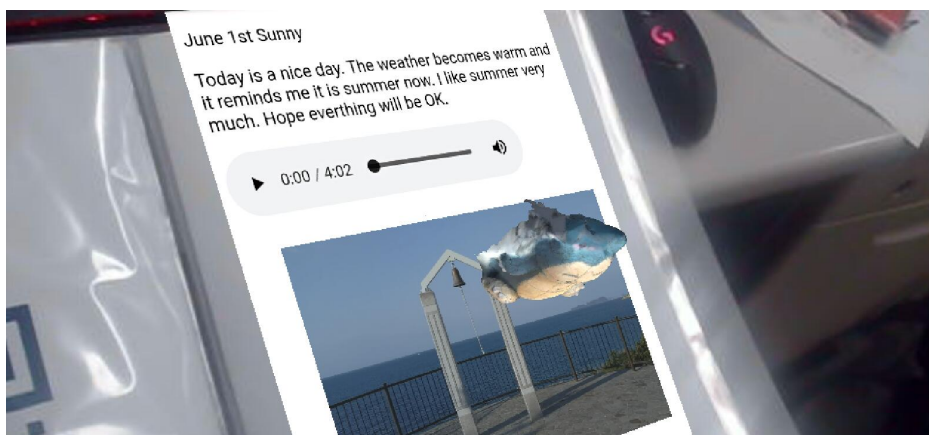 June 1st Sunny
Today is a nice day. The weather becomes warm and
it reminds me it is summer now. I like summer very
much. Hope everthing will be OK.
0:00 / 4:02